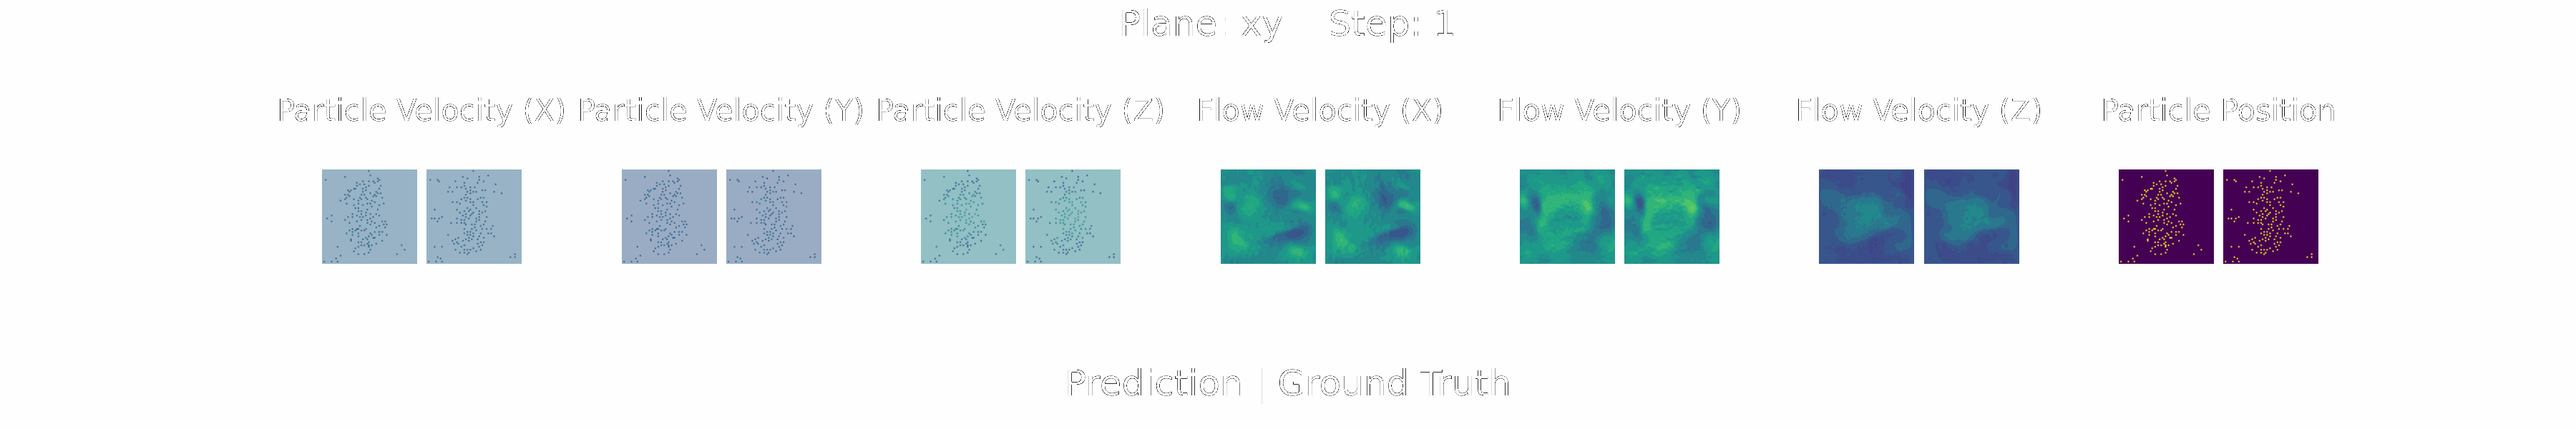 Plane: xy Step: 1
Particle Velocity (X) Particle Velocity (Y) Particle Velocity (Z) Flow Velocity (X) Flow Velocity (Y) Flow Velocity (Z) Particle Position
Prediction | Ground Truth